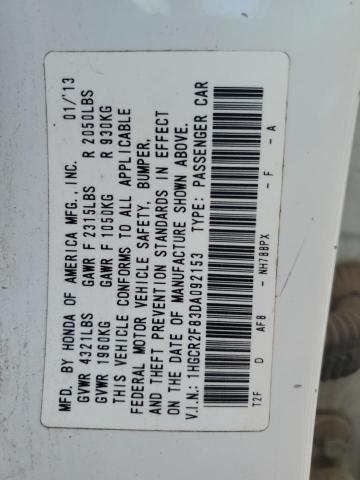 MFD. BY HONDA OF AMERICA MFG., INC. 01/'13
GVWR 4321LBS GAWR F 2315LBS R 2050LBS
GVWR 1960KG GAWR F 1050KG R 930KG
THIS VEHICLE CONFORMS TO ALL APPLICABLE
FEDERAL MOTOR VEHICLE SAFETY, BUMPER,
AND THEFT PREVENTION STANDARDS IN EFFECT
ON THE DATE OF MANUFACTURE SHOWN ABOVE.
V.I.N.: 1HGCR2F83DA092153 TYPE: PASSENGER CAR
T2F D AF8 - NH788PX - F - A